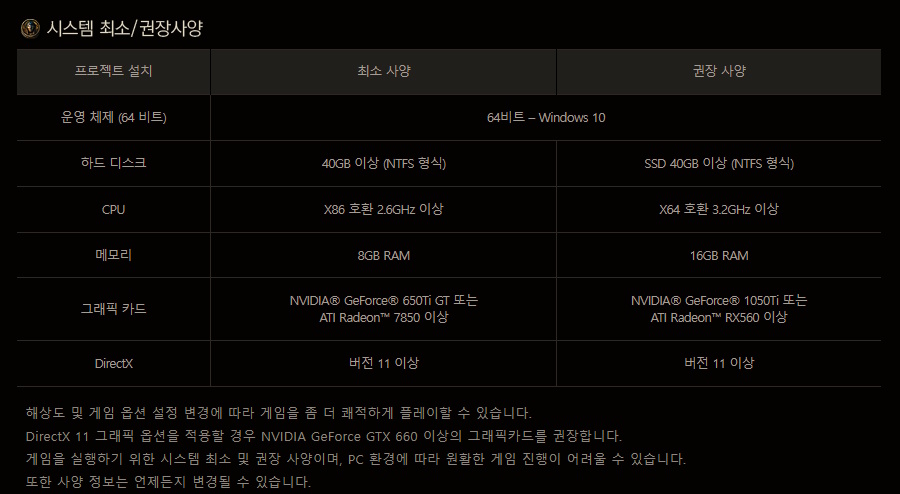 시스템 최소/권장사양
프로젝트 설치 최소 사양 권장 사양
운영 체제 (64 비트) 64비트 – Windows 10
하드 디스크 40GB 이상 (NTFS 형식) SSD 40GB 이상 (NTFS 형식)
CPU X86 호환 2.6GHz 이상 X64 호환 3.2GHz 이상
메모리 8GB RAM 16GB RAM
그래픽 카드 NVIDIA® GeForce® 650Ti GT 또는 ATI Radeon™ 7850 이상 NVIDIA® GeForce® 1050Ti 또는 ATI Radeon™ RX560 이상
DirectX 버전 11 이상 버전 11 이상
해상도 및 게임 옵션 설정 변경에 따라 게임을 좀 더 쾌적하게 플레이할 수 있습니다.
DirectX 11 그래픽 옵션을 적용할 경우 NVIDIA GeForce GTX 660 이상의 그래픽카드를 권장합니다.
게임을 실행하기 위한 시스템 최소 및 권장 사양이며, PC 환경에 따라 원활한 게임 진행이 어려울 수 있습니다.
또한 사양 정보는 언제든지 변경될 수 있습니다.